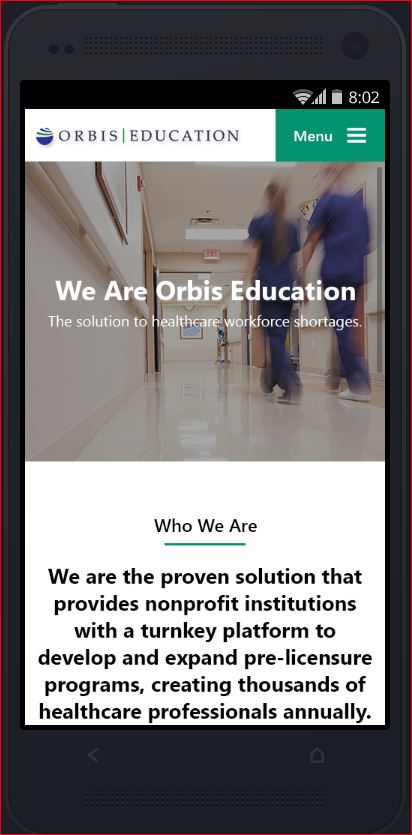 8:02
ORBIS|EDUCATION
Menu
We Are Orbis Education
The solution to healthcare workforce shortages.
Who We Are
We are the proven solution that
provides nonprofit institutions
with a turnkey platform to
develop and expand pre-licensure
programs, creating thousands of
healthcare professionals annually.